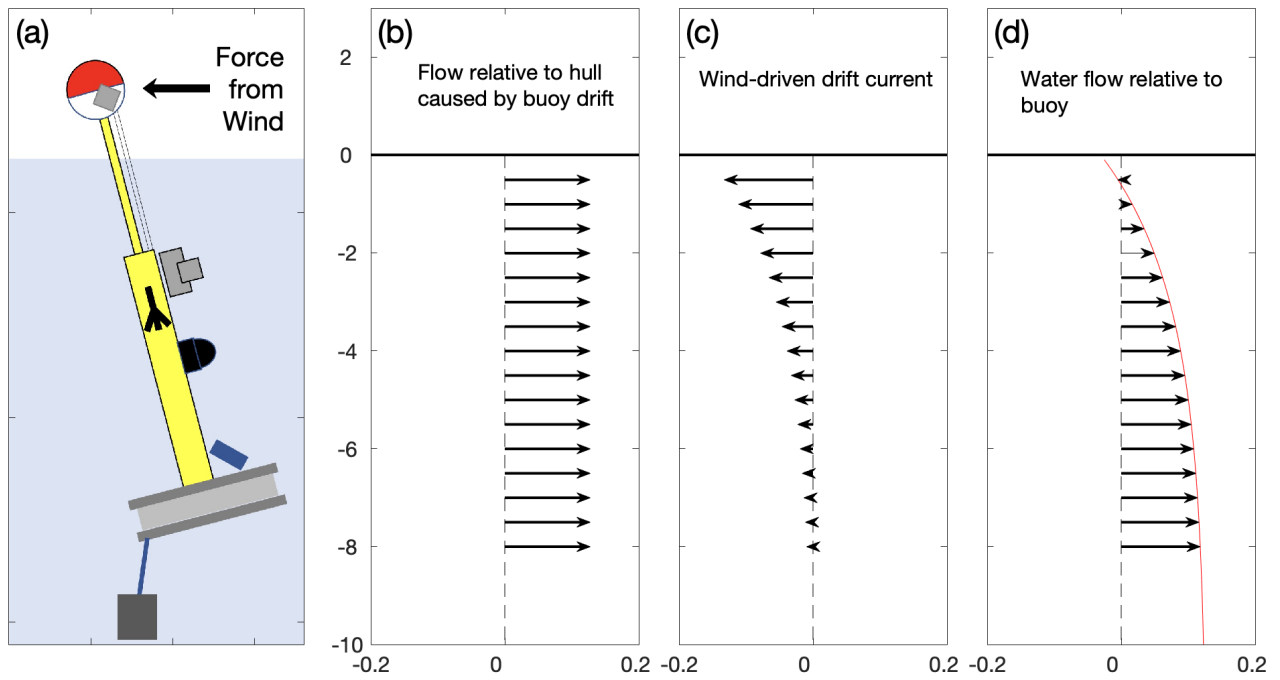 (a)
Force
from
Wind
(b)
Flow relative to hull
caused by buoy drift
(c)
Wind-driven drift current
(d)
Water flow relative to
buoy
2
0
-2
-4
-6
-8
-10
-0.2 0 0.2
-0.2 0 0.2
-0.2 0 0.2